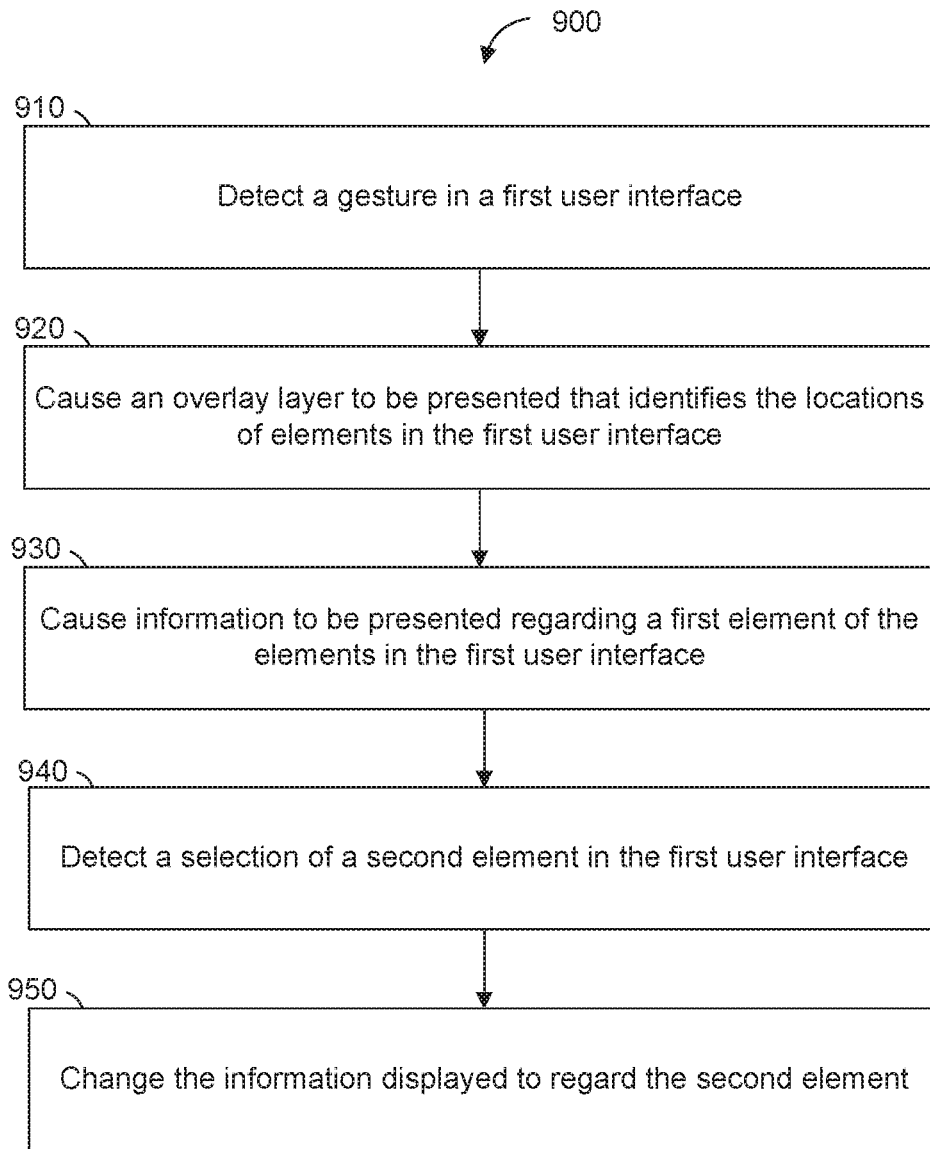 900
910
Detect a gesture in a first user interface
920
Cause an overlay layer to be presented that identifies the locations
of elements in the first user interface
930
Cause information to be presented regarding a first element of the
elements in the first user interface
940
Detect a selection of a second element in the first user interface
950
Change the information displayed to regard the second element